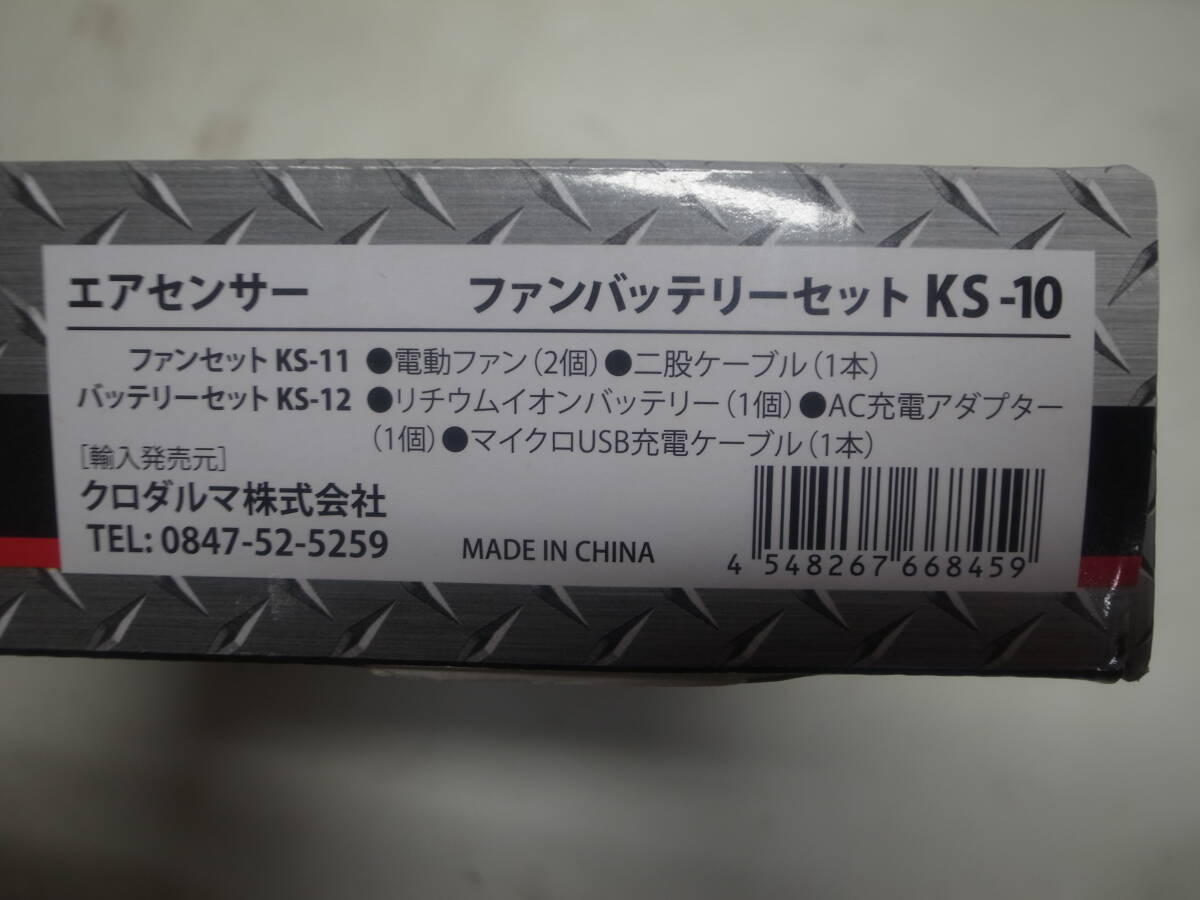 エアセンサー ファンバッテリーセット KS-10
ファンセット KS-11 ●電動ファン(2個)●二股ケーブル(1本)
バッテリーセット KS-12 ●リチウムイオンバッテリー(1個)●AC充電アダプター
(1個)●マイクロUSB充電ケーブル(1本)
[輸入発売元]
クロダルマ株式会社
TEL: 0847-52-5259 MADE IN CHINA
4 548267 668459